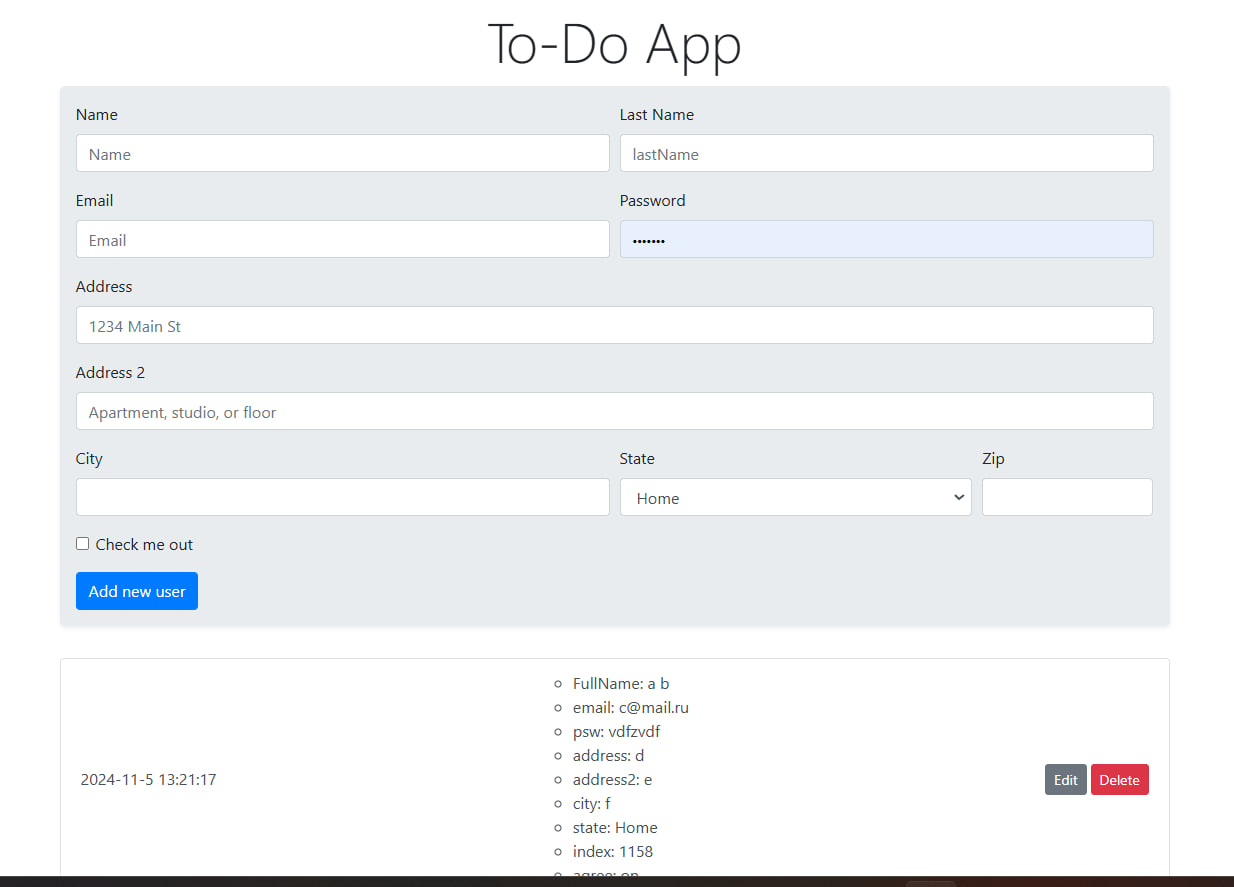 To-Do App
Name Last Name
Name lastName
Email Password
Email •••••••
Address
1234 Main St
Address 2
Apartment, studio, or floor
City State Zip
Home
Check me out
Add new user
FullName: a b
email: c@mail.ru
psw: vdfzvdf
address: d
2024-11-5 13:21:17 address2: e Edit Delete
city: f
state: Home
index: 1158
agree: on